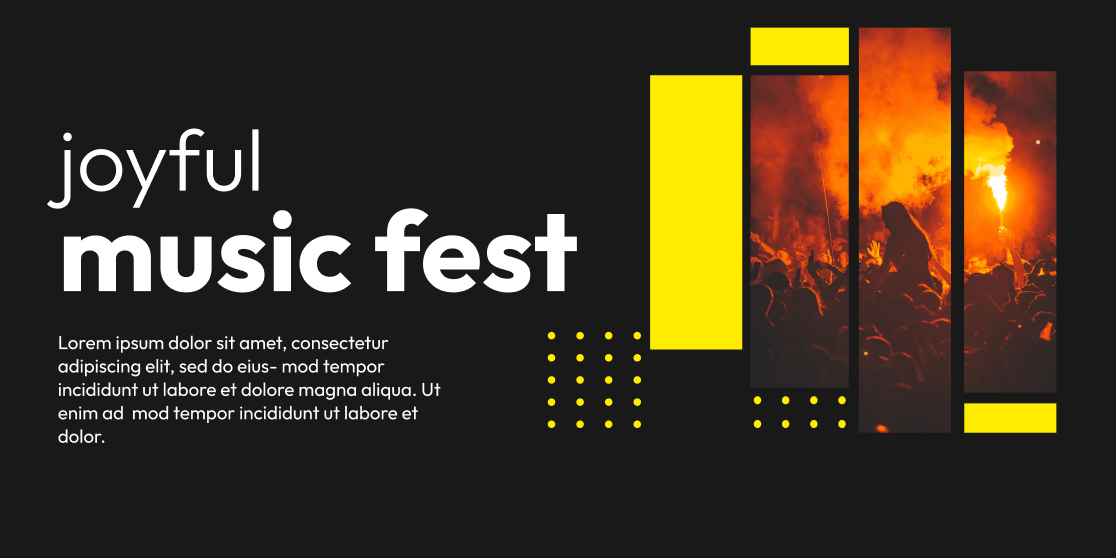 joyful
music fest
Lorem ipsum dolor sit amet, consectetur
adipiscing elit, sed do eius- mod tempor
incididunt ut labore et dolore magna aliqua. Ut
enim ad  mod tempor incididunt ut labore et
dolor.